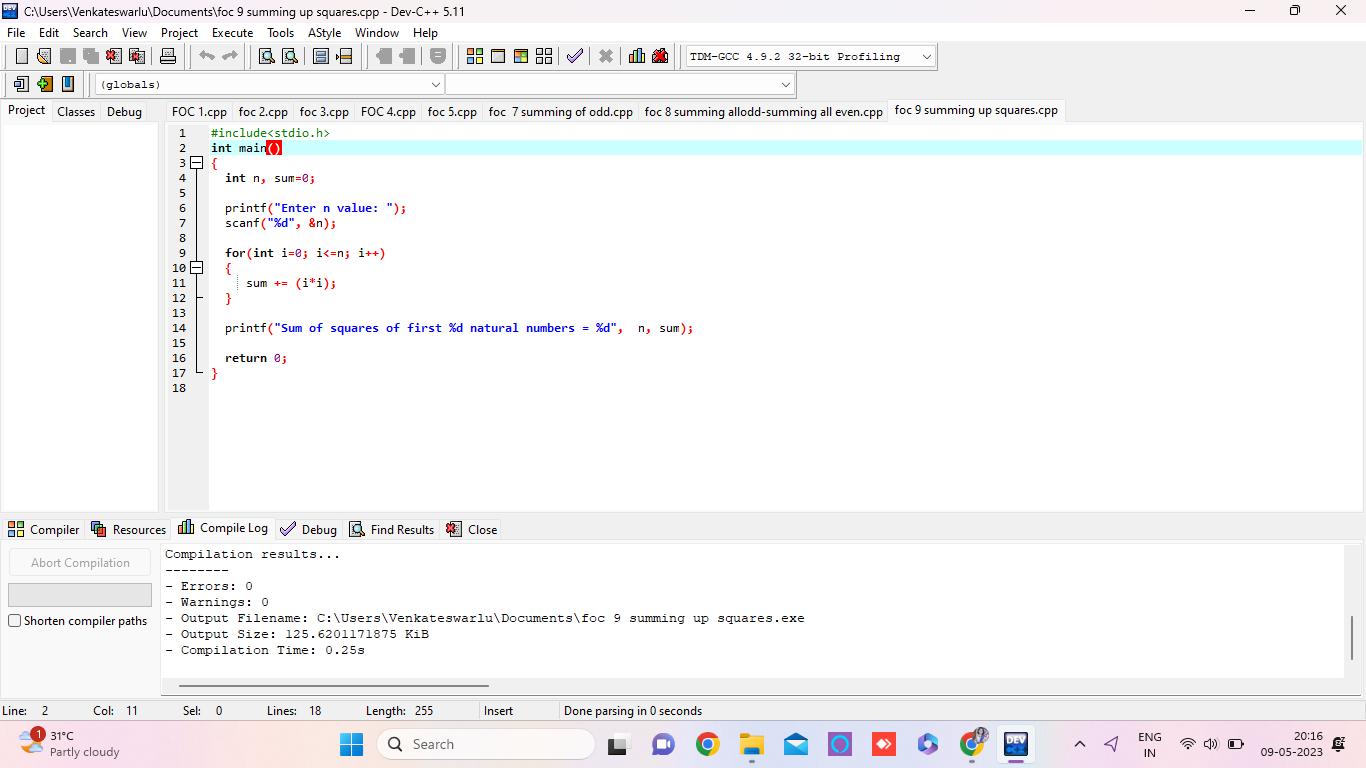 C:\Users\Venkateswarlu\Documents\foc 9 summing up squares.cpp - Dev-C++ 5.11
File Edit Search View Project Execute Tools AStyle Window Help
TDM-GCC 4.9.2 32-bit Profiling
(globals)
Project Classes Debug FOC 1.cpp foc 2.cpp foc 3.cpp FOC 4.cpp foc 5.cpp foc  7 summing of odd.cpp foc 8 summing allodd-summing all even.cpp foc 9 summing up squares.cpp
1 #include<stdio.h>
2 int main()
3 {
4 int n, sum=0;
5
6 printf("Enter n value: ");
7 scanf("%d", &n);
8
9 for(int i=0; i<=n; i++)
10 {
11 sum += (i*i);
12 }
13
14 printf("Sum of squares of first %d natural numbers = %d",  n, sum);
15
16 return 0;
17 }
18
Compiler Resources Compile Log Debug Find Results Close
Abort Compilation
Shorten compiler paths
Compilation results...
--------
- Errors: 0
- Warnings: 0
- Output Filename: C:\Users\Venkateswarlu\Documents\foc 9 summing up squares.exe
- Output Size: 125.6201171875 KiB
- Compilation Time: 0.25s
Line: 2 Col: 11 Sel: 0 Lines: 18 Length: 255 Insert Done parsing in 0 seconds
1
31°C
Partly cloudy
Search
DEV
ENG
IN
20:16
09-05-2023